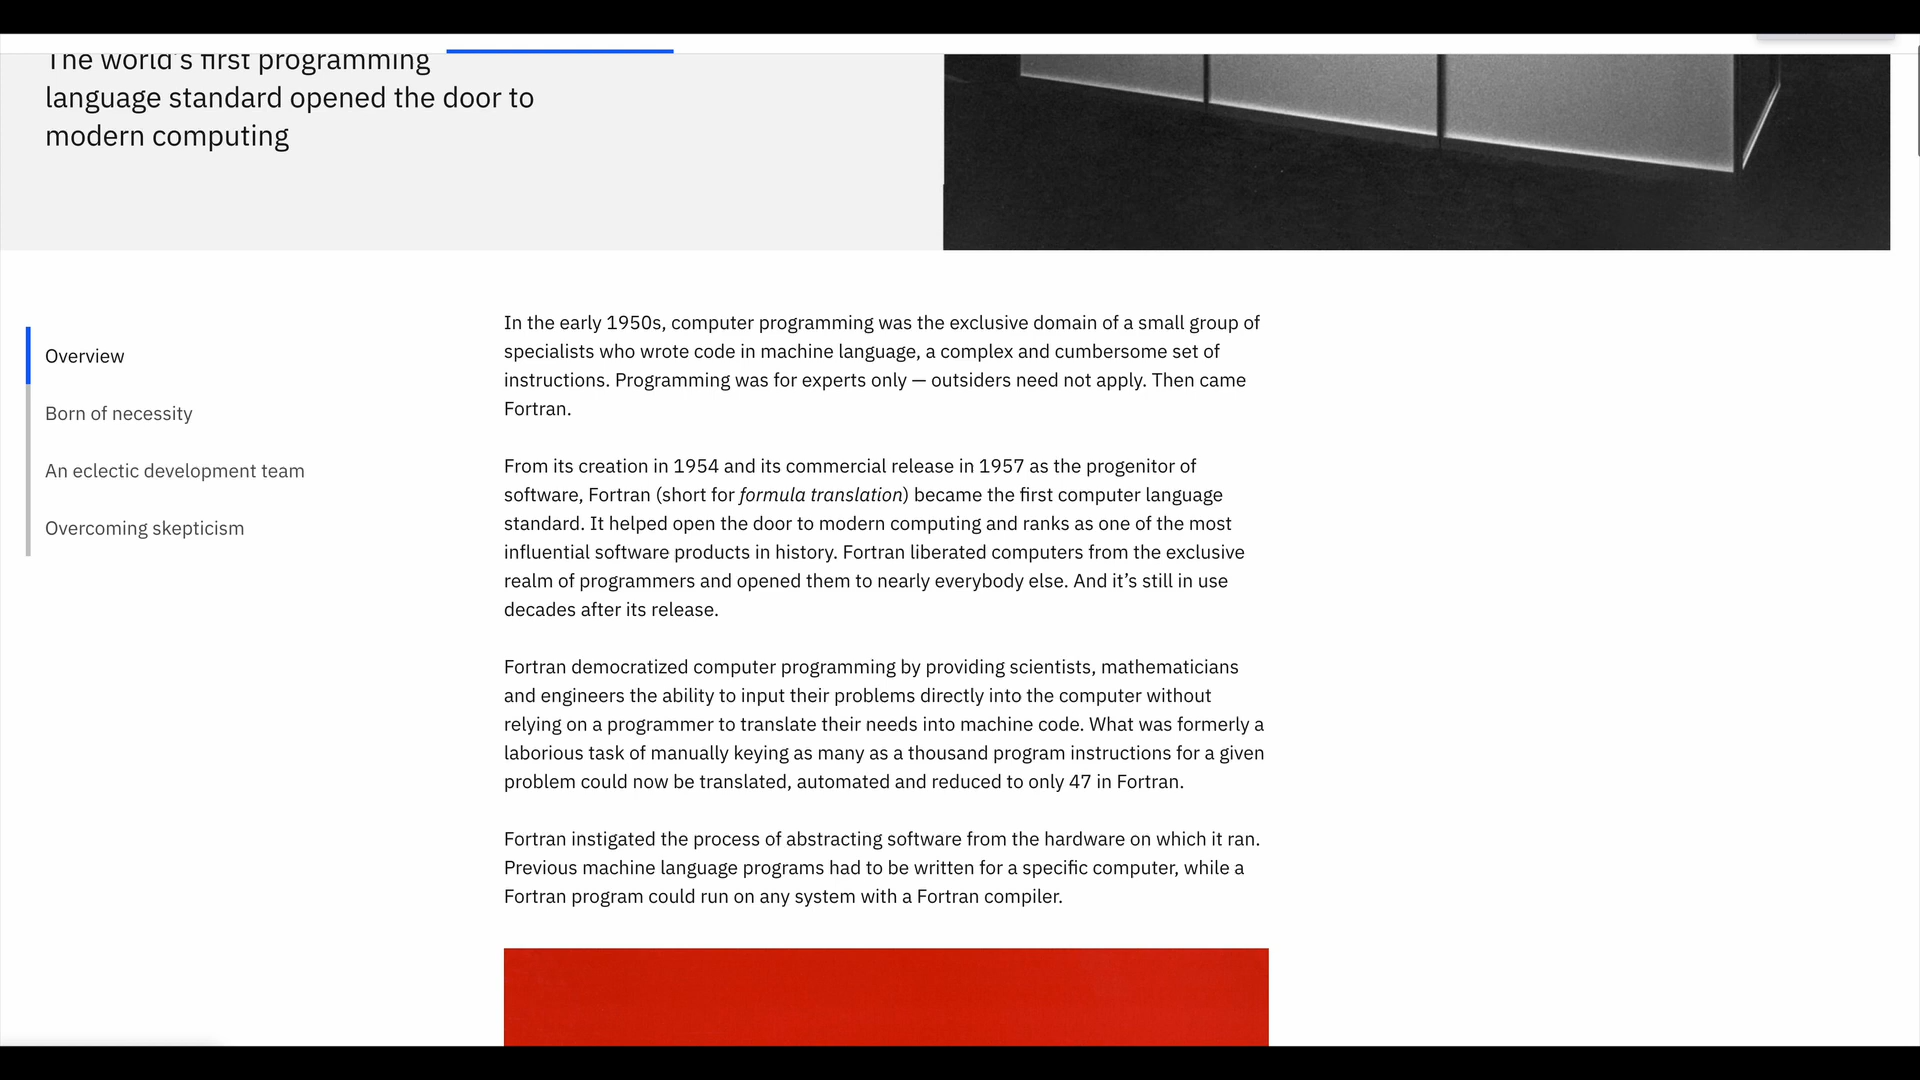 The world's first programming
language standard opened the door to
modern computing
Overview
Born of necessity
An eclectic development team
Overcoming skepticism
In the early 1950s, computer programming was the exclusive domain of a small group of
specialists who wrote code in machine language, a complex and cumbersome set of
instructions. Programming was for experts only — outsiders need not apply. Then came
Fortran.
From its creation in 1954 and its commercial release in 1957 as the progenitor of
software, Fortran (short for formula translation) became the first computer language
standard. It helped open the door to modern computing and ranks as one of the most
influential software products in history. Fortran liberated computers from the exclusive
realm of programmers and opened them to nearly everybody else. And it’s still in use
decades after its release.
Fortran democratized computer programming by providing scientists, mathematicians
and engineers the ability to input their problems directly into the computer without
relying on a programmer to translate their needs into machine code. What was formerly a
laborious task of manually keying as many as a thousand program instructions for a given
problem could now be translated, automated and reduced to only 47 in Fortran.
Fortran instigated the process of abstracting software from the hardware on which it ran.
Previous machine language programs had to be written for a specific computer, while a
Fortran program could run on any system with a Fortran compiler.